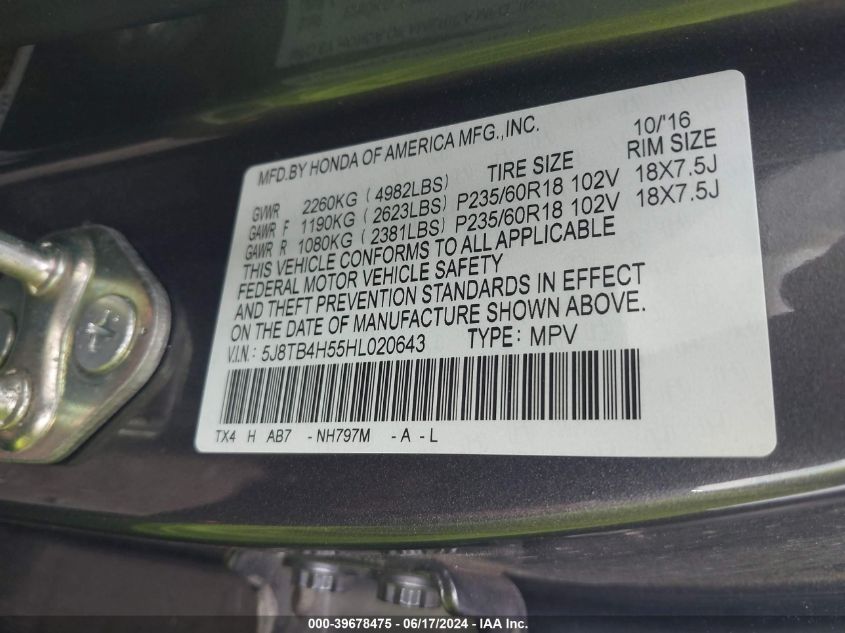 MFD.BY HONDA OF AMERICA MFG.,INC. 10/'16
TIRE SIZE RIM SIZE
GVWR 2260KG ( 4982LBS)
GAWR F 1190KG ( 2623LBS) P235/60R18 102V 18X7.5J
GAWR R 1080KG ( 2381LBS) P235/60R18 102V 18X7.5J
THIS VEHICLE CONFORMS TO ALL APPLICABLE
FEDERAL MOTOR VEHICLE SAFETY
AND THEFT PREVENTION STANDARDS IN EFFECT
ON THE DATE OF MANUFACTURE SHOWN ABOVE.
V.I.N.: 5J8TB4H55HL020643 TYPE: MPV
TX4 H AB7 -NH797M -A -L
000-39678475 - 06/17/2024 - IAA Inc.